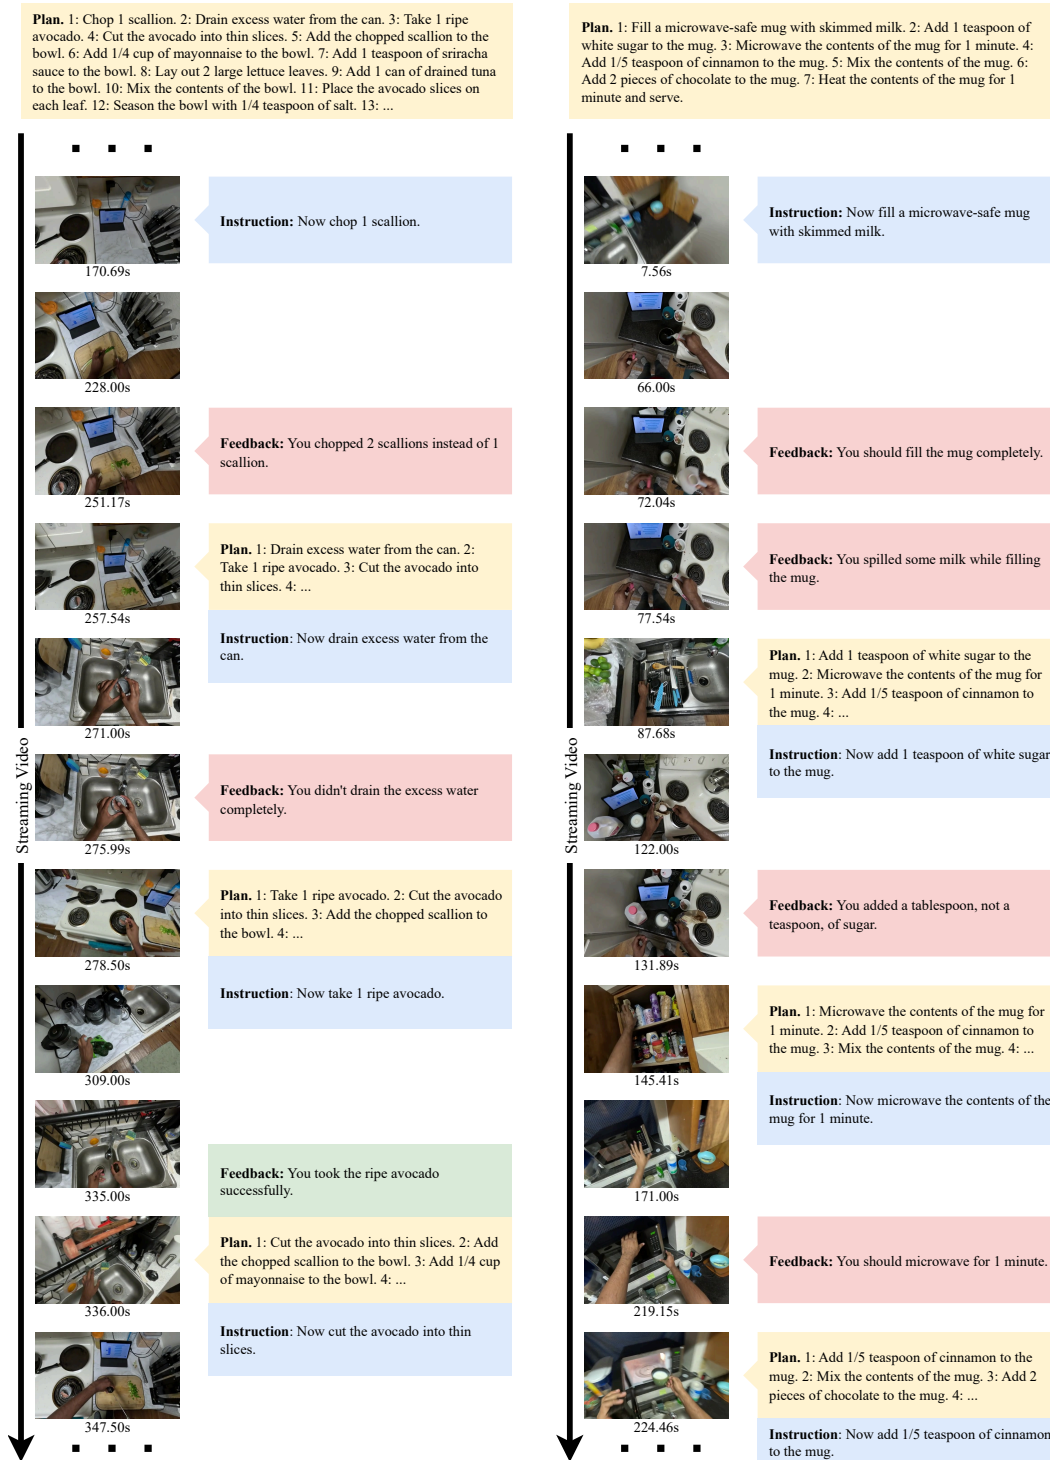 Plan. 1: Chop 1 scallion. 2: Drain excess water from the can. 3: Take 1 ripe
avocado. 4: Cut the avocado into thin slices. 5: Add the chopped scallion to the
bowl. 6: Add 1/4 cup of mayonnaise to the bowl. 7: Add 1 teaspoon of sriracha
sauce to the bowl. 8: Lay out 2 large lettuce leaves. 9: Add 1 can of drained tuna
to the bowl. 10: Mix the contents of the bowl. 11: Place the avocado slices on
each leaf. 12: Season the bowl with 1/4 teaspoon of salt. 13: ...
Streaming Video
170.69s
Instruction: Now chop 1 scallion.
228.00s
251.17s
Feedback: You chopped 2 scallions instead of 1
scallion.
257.54s
Plan. 1: Drain excess water from the can. 2:
Take 1 ripe avocado. 3: Cut the avocado into
thin slices. 4: ...
Instruction: Now drain excess water from the
can.
271.00s
275.99s
Feedback: You didn't drain the excess water
completely.
278.50s
Plan. 1: Take 1 ripe avocado. 2: Cut the avocado
into thin slices. 3: Add the chopped scallion to
the bowl. 4: ...
Instruction: Now take 1 ripe avocado.
309.00s
335.00s
Feedback: You took the ripe avocado
successfully.
336.00s
Plan. 1: Cut the avocado into thin slices. 2: Add
the chopped scallion to the bowl. 3: Add 1/4 cup
of mayonnaise to the bowl. 4: ...
Instruction: Now cut the avocado into thin
slices.
347.50s
Plan. 1: Fill a microwave-safe mug with skimmed milk. 2: Add 1 teaspoon of
white sugar to the mug. 3: Microwave the contents of the mug for 1 minute. 4:
Add 1/5 teaspoon of cinnamon to the mug. 5: Mix the contents of the mug. 6:
Add 2 pieces of chocolate to the mug. 7: Heat the contents of the mug for 1
minute and serve.
Streaming Video
7.56s
Instruction: Now fill a microwave-safe mug
with skimmed milk.
66.00s
72.04s
Feedback: You should fill the mug completely.
77.54s
Feedback: You spilled some milk while filling
the mug.
87.68s
Plan. 1: Add 1 teaspoon of white sugar to the
mug. 2: Microwave the contents of the mug for
1 minute. 3: Add 1/5 teaspoon of cinnamon to
the mug. 4: ...
Instruction: Now add 1 teaspoon of white sugar
to the mug.
122.00s
131.89s
Feedback: You added a tablespoon, not a
teaspoon, of sugar.
145.41s
Plan. 1: Microwave the contents of the mug for
1 minute. 2: Add 1/5 teaspoon of cinnamon to
the mug. 3: Mix the contents of the mug. 4: ...
Instruction: Now microwave the contents of the
mug for 1 minute.
171.00s
219.15s
Feedback: You should microwave for 1 minute.
224.46s
Plan. 1: Add 1/5 teaspoon of cinnamon to the
mug. 2: Mix the contents of the mug. 3: Add 2
pieces of chocolate to the mug. 4: ...
Instruction: Now add 1/5 teaspoon of cinnamon
to the mug.